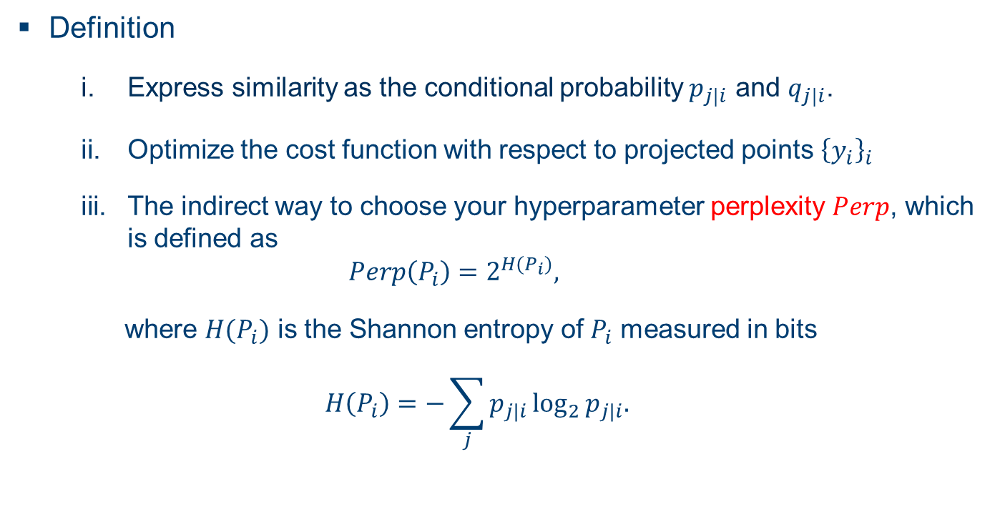 ▪ Definition
i. Express similarity as the conditional probability $p_{j|i}$ and $q_{j|i}$.
ii. Optimize the cost function with respect to projected points $\{y_i\}_i$
iii. The indirect way to choose your hyperparameter perplexity $Perp$, which
is defined as
$Perp(P_i) = 2^{H(P_i)},$
where $H(P_i)$ is the Shannon entropy of $P_i$ measured in bits
$H(P_i) = -\sum_j p_{j|i} \log_2 p_{j|i}.$